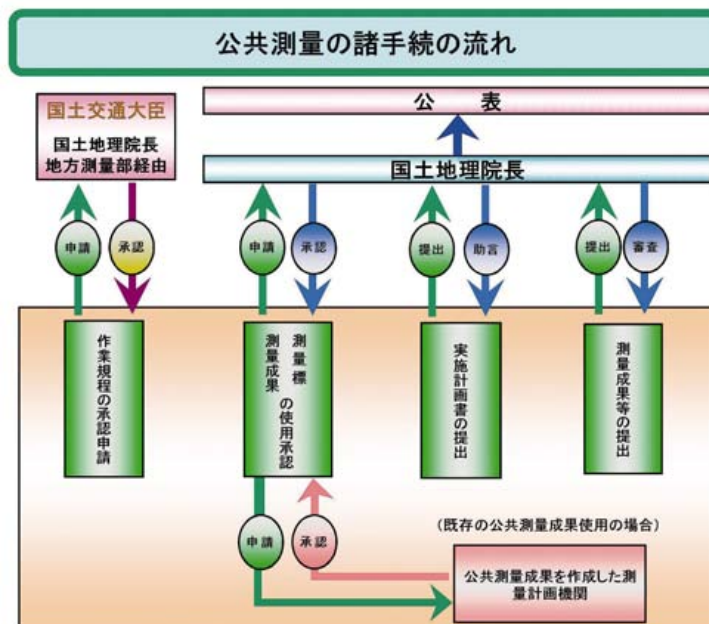 公共測量の諸手続の流れ
国土交通大臣
国土地理院長
地方測量部経由
公 表
国土地理院長
申請
承認
申請
承認
提出
助言
提出
審査
作業規程の承認申請
測量標
測量成果
の使用承認
実施計画書の提出
測量成果等の提出
申請
承認
(既存の公共測量成果使用の場合)
公共測量成果を作成した測
量計画機関